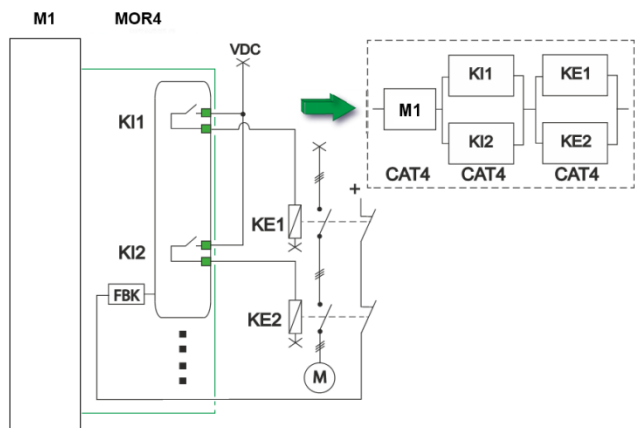 M1 MOR4
VDC
KI1
KI2
FBK
KE1
KE2
M
+
M1
KI1
KI2
KE1
KE2
CAT4 CAT4 CAT4